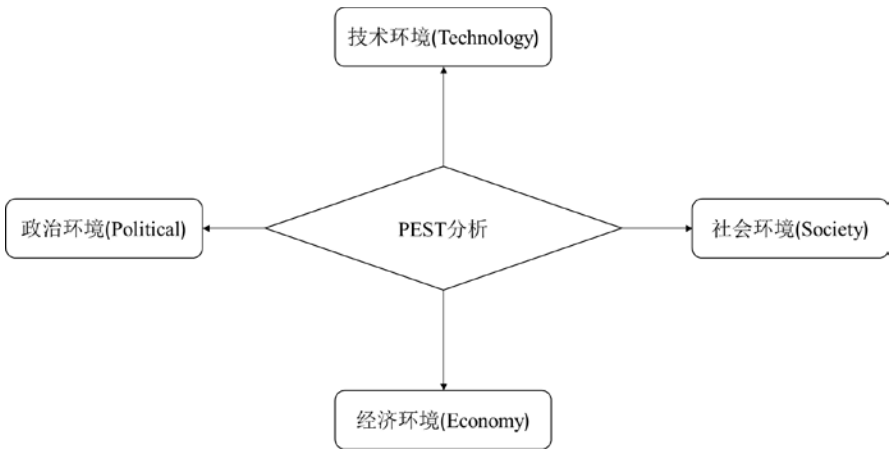 技术环境(Technology)
政治环境(Political)
PEST分析
社会环境(Society)
经济环境(Economy)